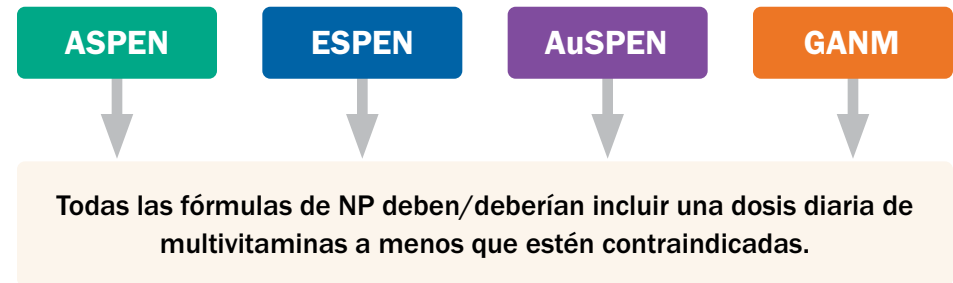 ASPEN
ESPEN
AuSPEN
GANM
Todas las fórmulas de NP deben/deberían incluir una dosis diaria de
multivitaminas a menos que estén contraindicadas.